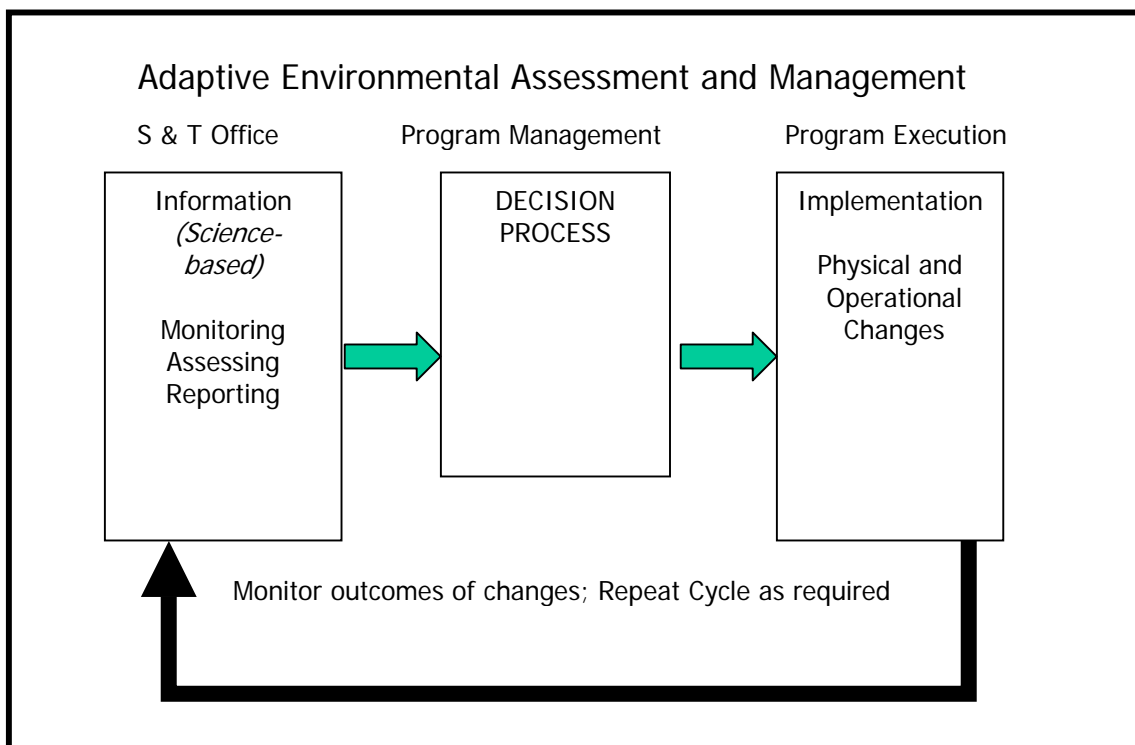 Adaptive Environmental Assessment and Management
S & T Office
Program Management
Program Execution
Information
(Science-
based)
Monitoring
Assessing
Reporting
DECISION
PROCESS
Implementation
Physical and
Operational
Changes
Monitor outcomes of changes; Repeat Cycle as required